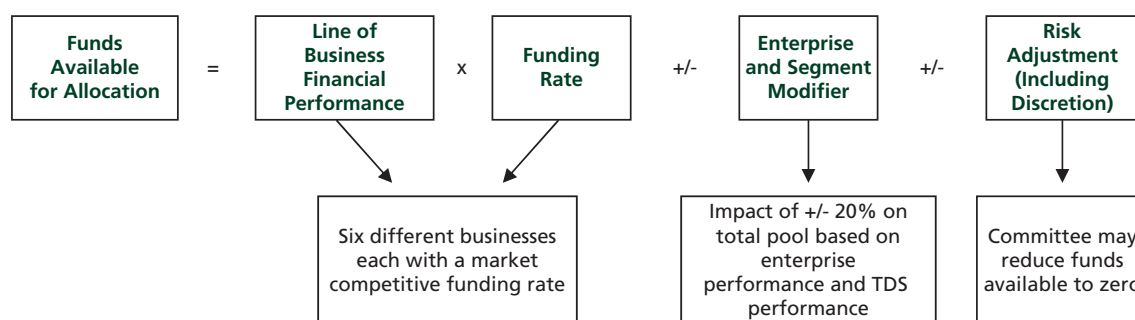 Funds
Available
for Allocation
=
Line of
Business
Financial
Performance
x
Funding
Rate
+/-
Enterprise
and Segment
Modifier
+/-
Risk
Adjustment
(Including
Discretion)
Six different businesses
each with a market
competitive funding rate
Impact of +/- 20% on
total pool based on
enterprise
performance and TDS
performance
Committee may
reduce funds
available to zero